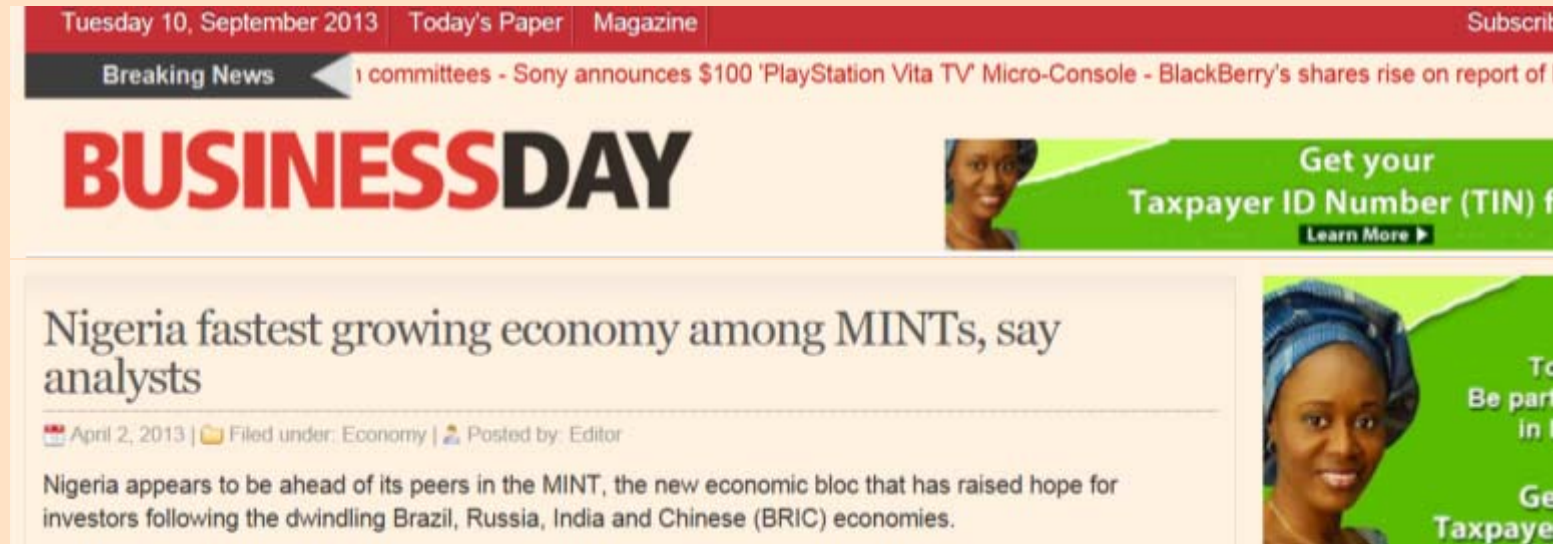 Tuesday 10, September 2013 Today's Paper Magazine
Breaking News committees - Sony announces $100 'PlayStation Vita TV' Micro-Console - BlackBerry's shares rise on report of
BUSINESSDAY
Get your
Taxpayer ID Number (TIN)
Learn More
Nigeria fastest growing economy among MINTs, say
analysts
April 2, 2013 | Filed under: Economy | Posted by: Editor
Nigeria appears to be ahead of its peers in the MINT, the new economic bloc that has raised hope for
investors following the dwindling Brazil, Russia, India and Chinese (BRIC) economies.
Be part
in